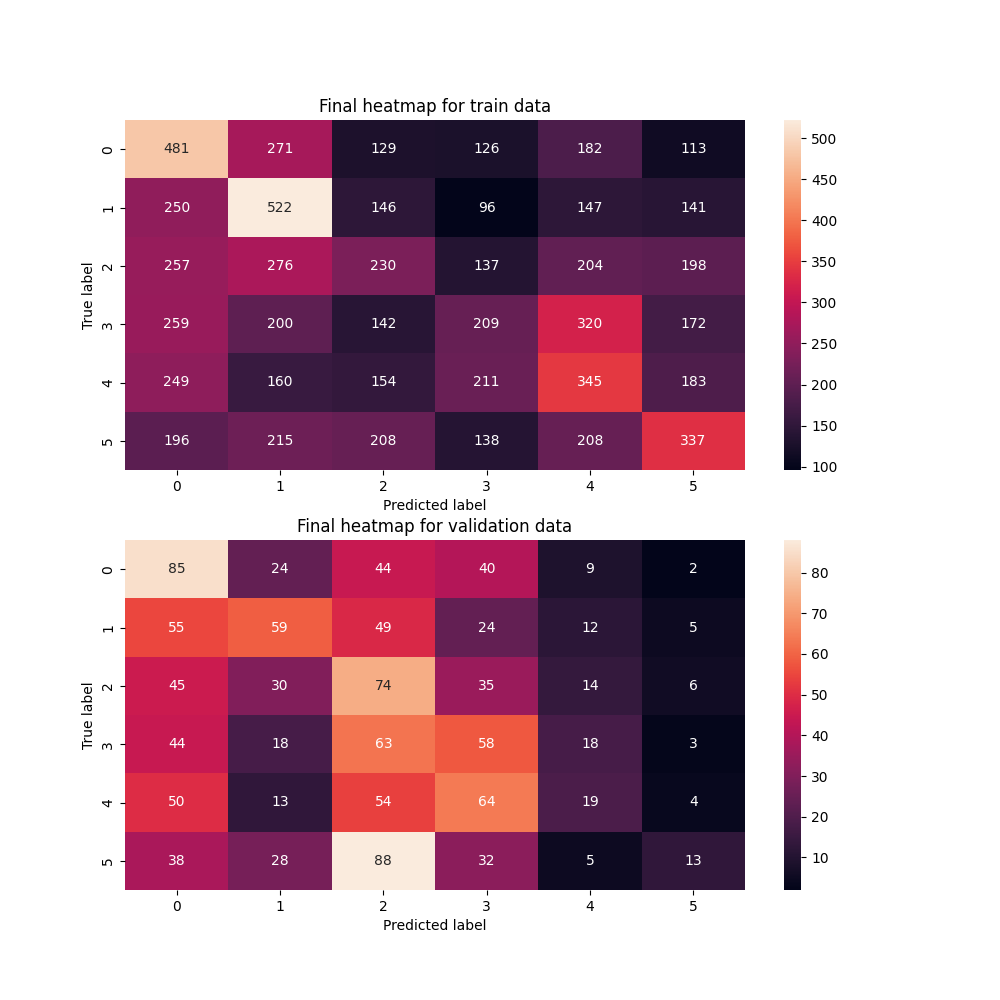 Final heatmap for train data
0 481 271 129 126 182 113
1 250 522 146 96 147 141
2 257 276 230 137 204 198
3 259 200 142 209 320 172
4 249 160 154 211 345 183
5 196 215 208 138 208 337
0 1 2 3 4 5
True label
Predicted label
500
450
400
350
300
250
200
150
100
Final heatmap for validation data
0 85 24 44 40 9 2
1 55 59 49 24 12 5
2 45 30 74 35 14 6
3 44 18 63 58 18 3
4 50 13 54 64 19 4
5 38 28 88 32 5 13
0 1 2 3 4 5
True label
Predicted label
80
70
60
50
40
30
20
10